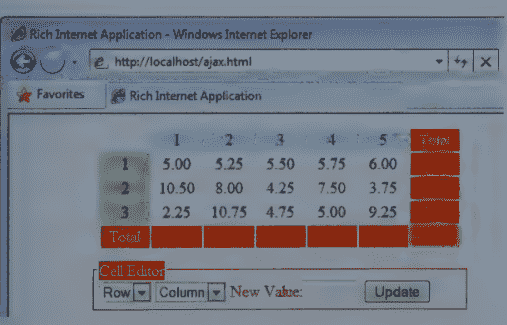 Rich Internet Application - Windows Internet Explorer
http://localhost/ajax.html
Favorites Rich Internet Application
1 2 3 4 5 Total
1 5.00 5.25 5.50 5.75 6.00
2 10.50 8.00 4.25 7.50 3.75
3 2.25 10.75 4.75 5.00 9.25
Total
Cell Editor
Row Column New Value: Update